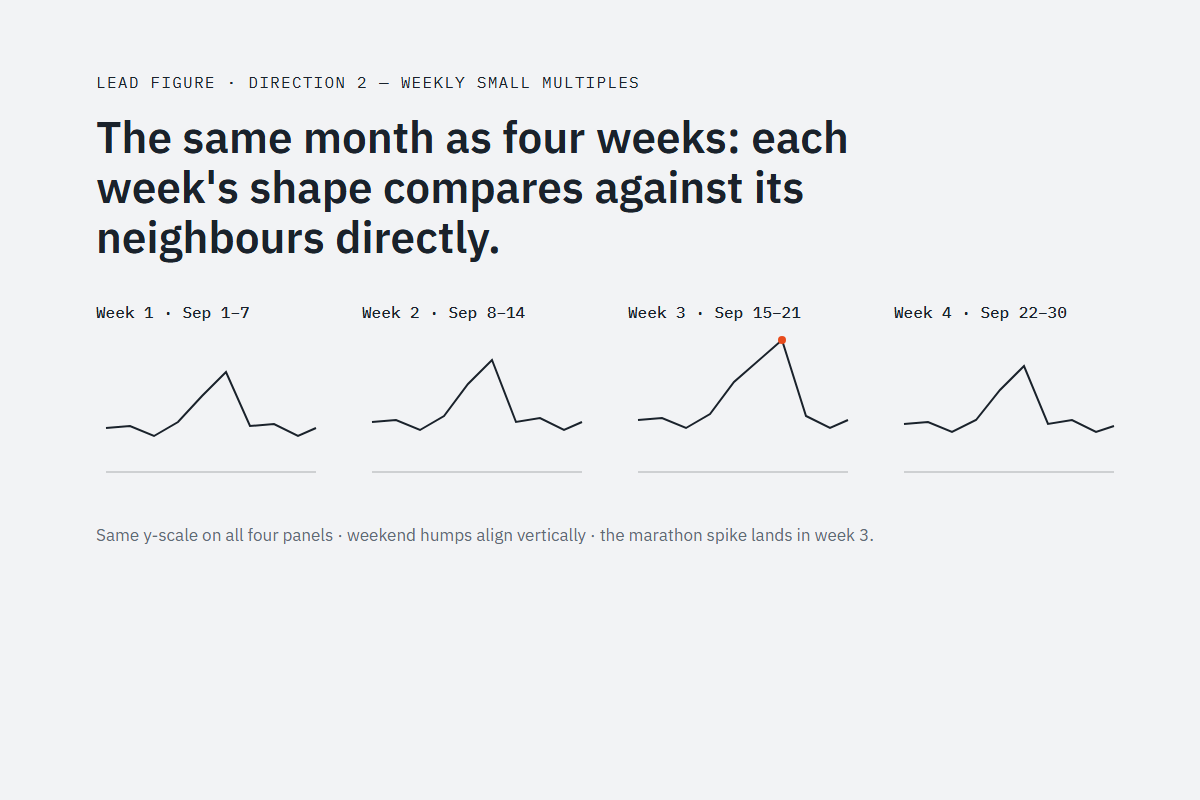 LEAD FIGURE · DIRECTION 2 — WEEKLY SMALL MULTIPLES
The same month as four weeks: each
week's shape compares against its
neighbours directly.
Week 1 · Sep 1–7
Week 2 · Sep 8–14
Week 3 · Sep 15–21
Week 4 · Sep 22–30
Same y-scale on all four panels · weekend humps align vertically · the marathon spike lands in week 3.